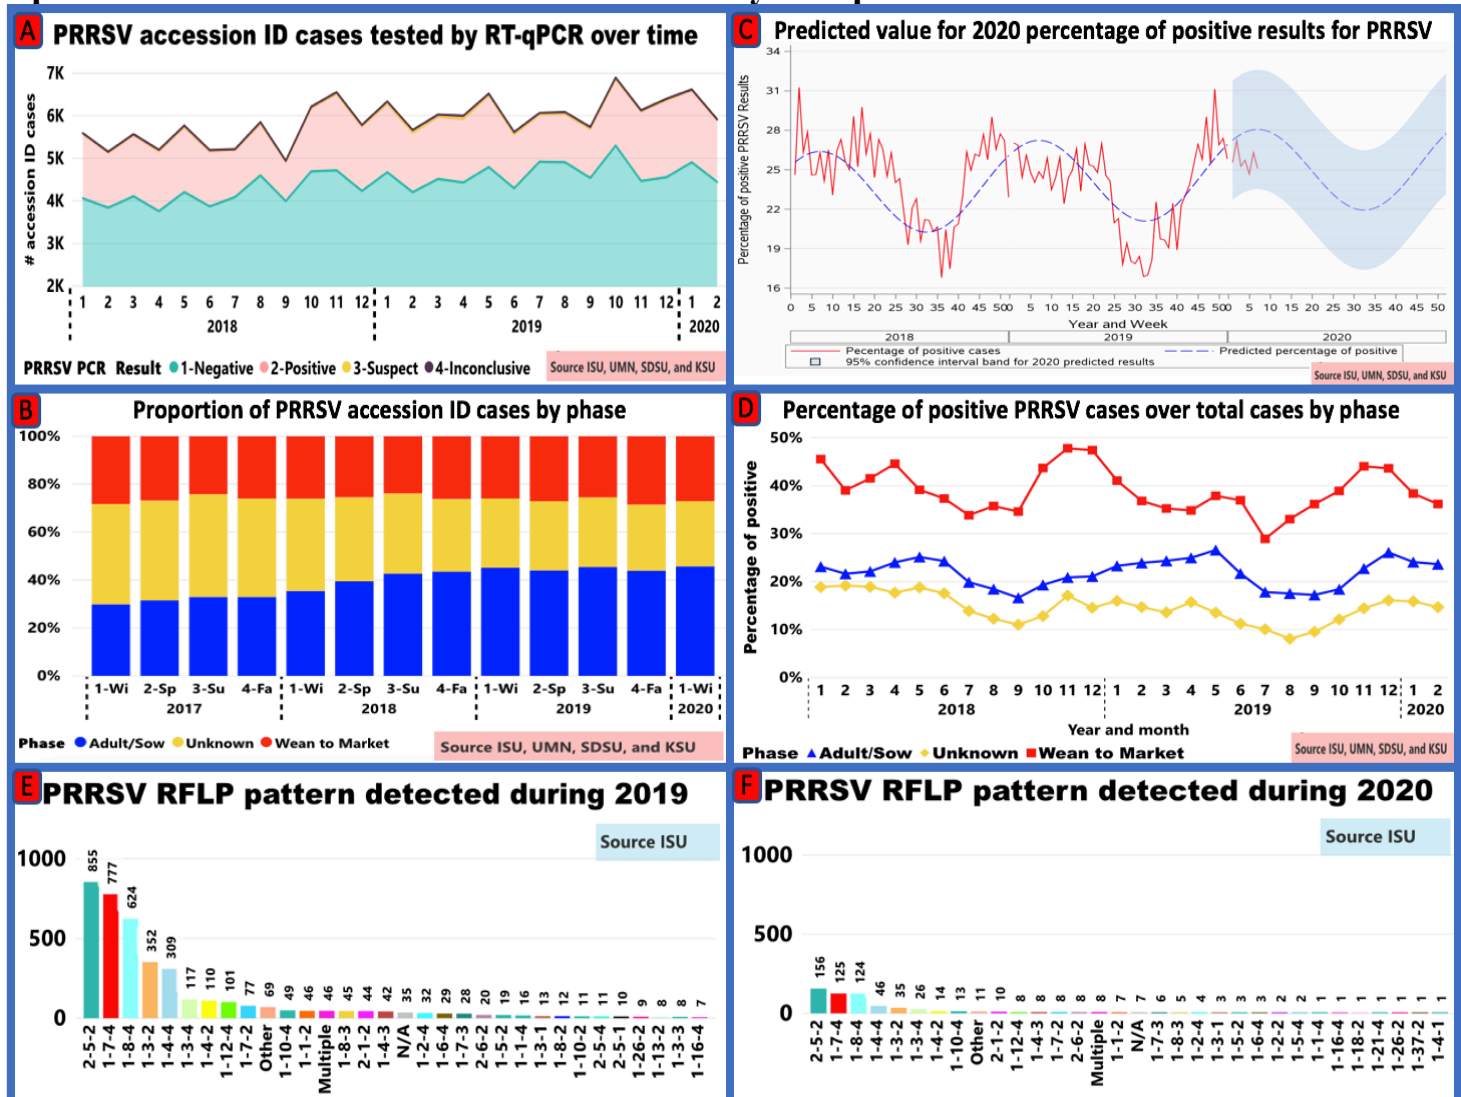 A PRRSV accession ID cases tested by RT-qPCR over time
# accession ID cases
7K
6K
5K
4K
3K
2K
1 2 3 4 5 6 7 8 9 10 11 12 1 2 3 4 5 6 7 8 9 10 11 12 1 2
2018 2019 2020
PRRSV PCR Result 1-Negative 2-Positive 3-Suspect 4-Inconclusive
Source ISU, UMN, SDSU, and KSU
C Predicted value for 2020 percentage of positive results for PRRSV
Percentage of positive PRRSV Results
34
31
28
25
22
19
16
0 5 10 15 20 25 30 35 40 45 500 5 10 15 20 25 30 35 40 45 500 5 10 15 20 25 30 35 40 45 50
Year and Week
2018 2019 2020
Pecentage of positive cases Predicted percentage of positive
95% confidence interval band for 2020 predicted results
Source ISU, UMN, SDSU, and KSU
B Proportion of PRRSV accession ID cases by phase
100%
80%
60%
40%
20%
0%
1-Wi 2-Sp 3-Su 4-Fa 1-Wi 2-Sp 3-Su 4-Fa 1-Wi 2-Sp 3-Su 4-Fa 1-Wi
2017 2018 2019 2020
Phase Adult/Sow Unknown Wean to Market
Source ISU, UMN, SDSU, and KSU
D Percentage of positive PRRSV cases over total cases by phase
Percentage of positive
50%
40%
30%
20%
10%
0%
1 2 3 4 5 6 7 8 9 10 11 12 1 2 3 4 5 6 7 8 9 10 11 12 1 2
2018 2019 2020
Year and month
Phase Adult/Sow Unknown Wean to Market
Source ISU, UMN, SDSU, and KSU
E PRRSV RFLP pattern detected during 2019
Source ISU
1000
500
0
855 777 624 352 309 117 110 101 77 69 49 46 46 45 44 42 35 32 29 28 20 19 16 13 12 11 11 10 9 8 8 7
2-5-2 1-7-4 1-8-4 1-3-2 1-4-4 1-3-4 1-4-2 1-12-4 1-7-2 Other 1-10-4 1-1-2 Multiple 1-8-3 2-1-2 1-4-3 N/A 1-2-4 1-6-4 1-7-3 2-6-2 1-5-2 1-1-4 1-3-1 1-8-2 1-10-2 2-5-4 2-5-1 1-26-2 1-13-2 1-3-3 1-16-4
F PRRSV RFLP pattern detected during 2020
Source ISU
1000
500
0
156 125 124 46 35 26 14 13 11 10 8 8 8 8 8 7 7 6 5 4 3 3 3 2 2 1 1 1 1 1 1 1
2-5-2 1-7-4 1-8-4 1-4-4 1-3-2 1-3-4 1-4-2 1-10-4 Other 2-1-2 1-12-4 1-4-3 1-7-2 2-6-2 Multiple 1-1-2 N/A 1-7-3 1-8-3 1-2-4 1-3-1 1-5-2 1-6-4 1-2-2 1-5-4 1-1-4 1-16-4 1-18-2 1-21-4 1-26-2 1-37-2 1-4-1